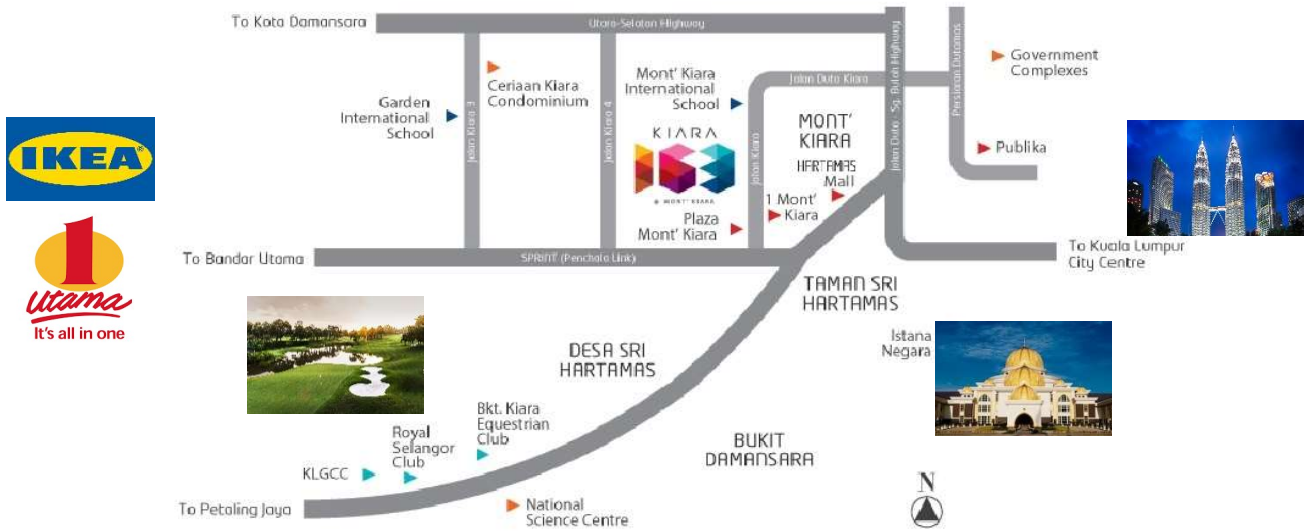 To Kota Damansara
Utara-Selatan Highway
Garden
International
School
Jalan Kiara 3
Ceriaan Kiara
Condominium
Jalan Kiara 4
Mont' Kiara
International
School
KIARA
163
@ MONT' KIARA
Jalan Duta Kiara
Jalan Kiara
MONT'
KIARA
HARTAMAS
Mall
1 Mont'
Kiara
Plaza
Mont' Kiara
Jalan Duta - Sg. Buloh Highway
Persiaran Dutamas
Government
Complexes
Publika
IKEA
®
1
Utama
It's all in one
To Bandar Utama
SPRINT (Penchala Link)
To Kuala Lumpur
City Centre
TAMAN SRI
HARTAMAS
Istana
Negara
DESA SRI
HARTAMAS
Bkt. Kiara
Equestrian
Club
Royal
Selangor
Club
KLGCC
BUKIT
DAMANSARA
To Petaling Jaya
National
Science Centre
N